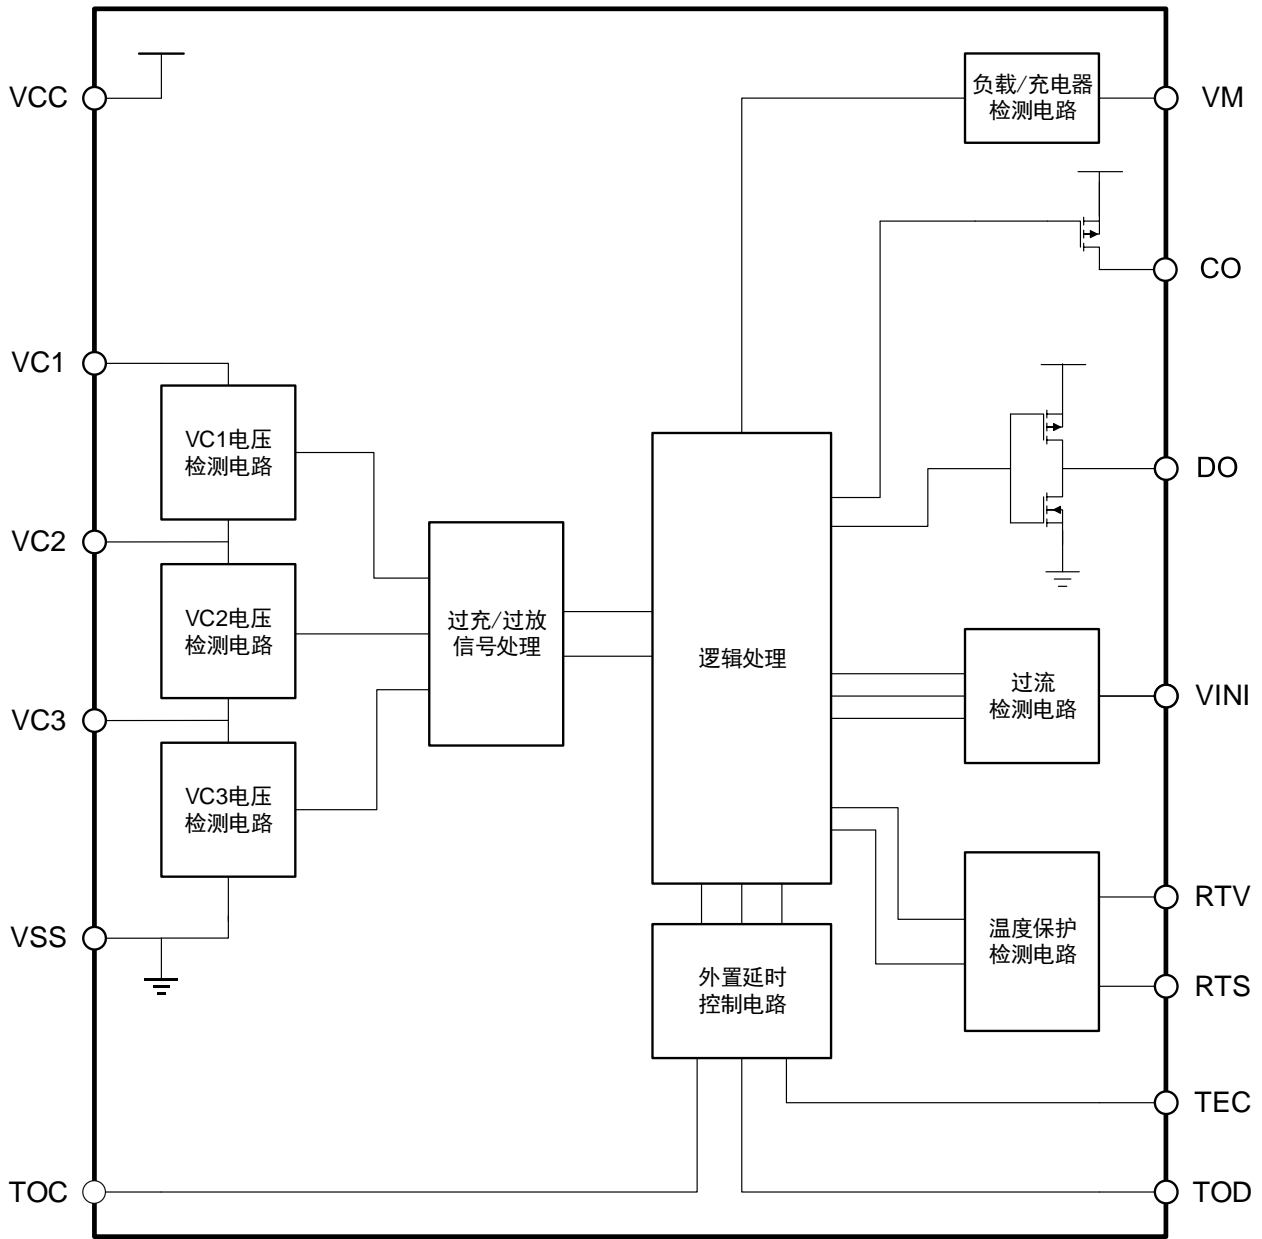 VCC
负载/充电器
检测电路
VM
CO
VC1
VC1电压
检测电路
DO
VC2
VC2电压
检测电路
过充/过放
信号处理
逻辑处理
过流
检测电路
VINI
VC3
VC3电压
检测电路
RTV
温度保护
检测电路
VSS
外置延时
控制电路
RTS
TEC
TOC
TOD